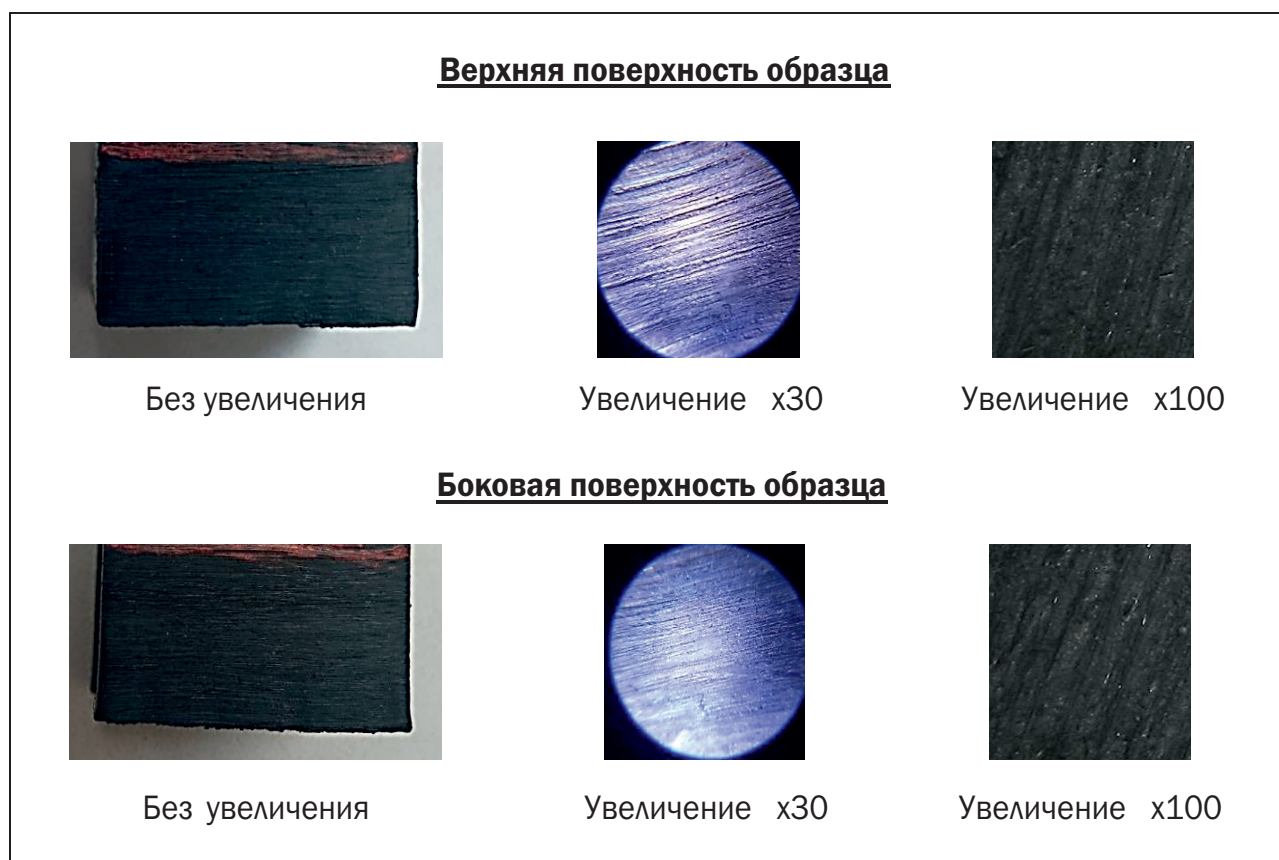 Верхняя поверхность образца
Без увеличения
Увеличение х30
Увеличение х100
Боковая поверхность образца
Без увеличения
Увеличение х30
Увеличение х100